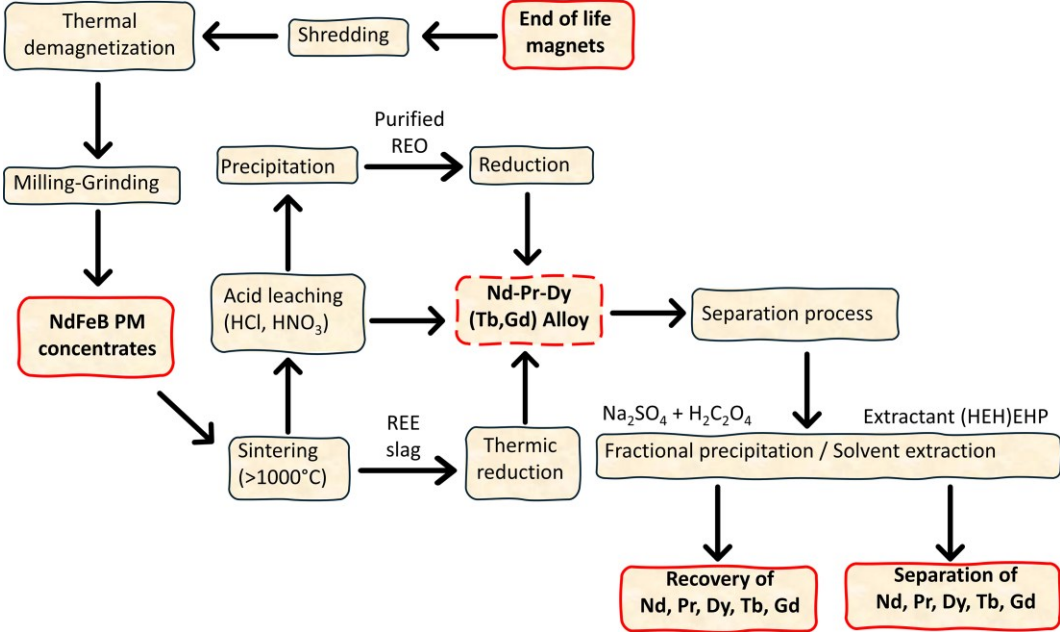 End of life
magnets
Shredding
Thermal
demagnetization
Milling-Grinding
NdFeB PM
concentrates
Sintering
(>1000°C)
Acid leaching
(HCl, HNO₃)
Precipitation
Purified
REO
Reduction
REE
slag
Thermic
reduction
Nd-Pr-Dy
(Tb,Gd) Alloy
Separation process
Na₂SO₄ + H₂C₂O₄
Extractant (HEH)EHP
Fractional precipitation / Solvent extraction
Recovery of
Nd, Pr, Dy, Tb, Gd
Separation of
Nd, Pr, Dy, Tb, Gd